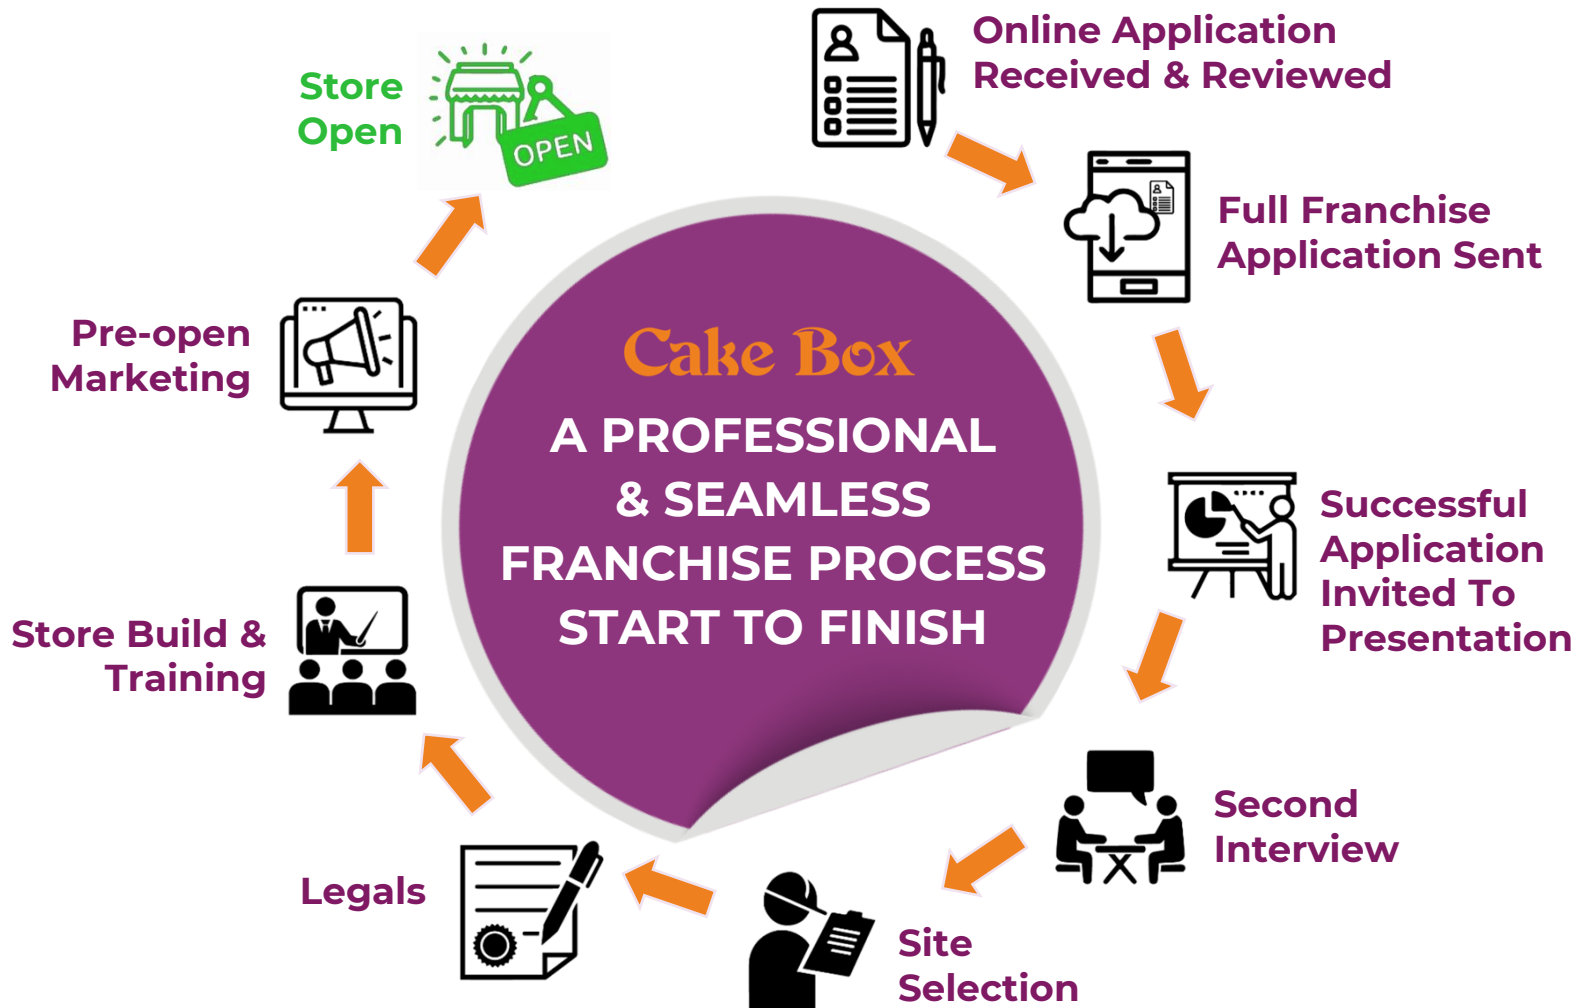 Online Application
Received & Reviewed
Full Franchise
Application Sent
Successful
Application
Invited To
Presentation
Second
Interview
Site
Selection
Legals
Store Build &
Training
Pre-open
Marketing
Store
Open
OPEN
Cake Box
A PROFESSIONAL
& SEAMLESS
FRANCHISE PROCESS
START TO FINISH